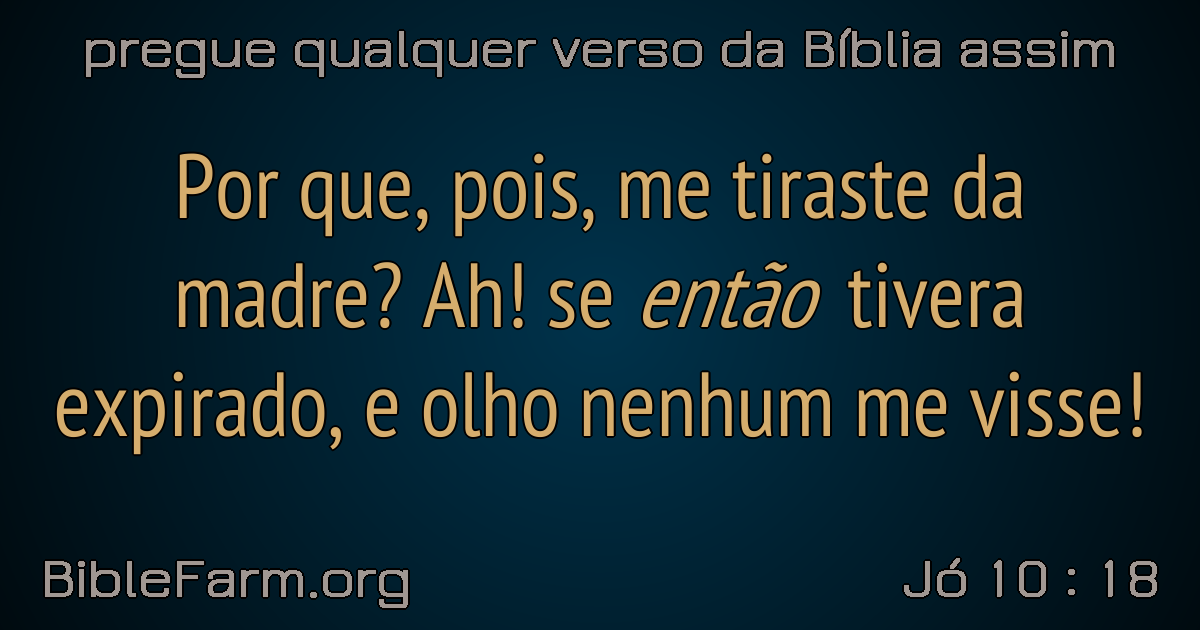 pregue qualquer verso da Bíblia assim
Por que, pois, me tiraste da
madre? Ah! se então tivera
expirado, e olho nenhum me visse!
BibleFarm.org
Jó 10 : 18